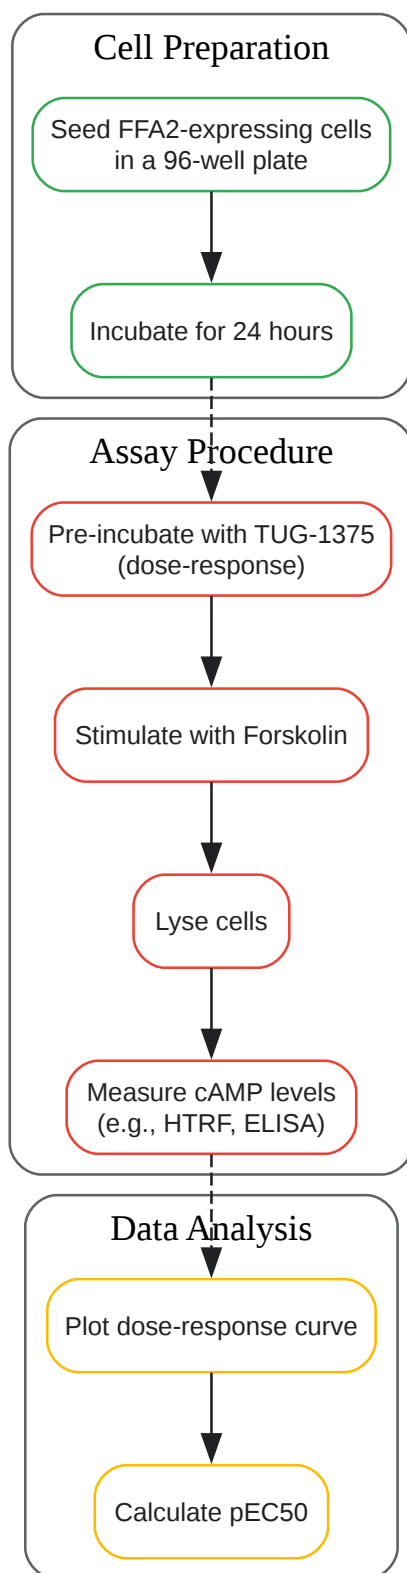 Cell Preparation
Seed FFA2-expressing cells
in a 96-well plate
Incubate for 24 hours
Assay Procedure
Pre-incubate with TUG-1375
(dose-response)
Stimulate with Forskolin
Lyse cells
Measure cAMP levels
(e.g., HTRF, ELISA)
Data Analysis
Plot dose-response curve
Calculate pEC50